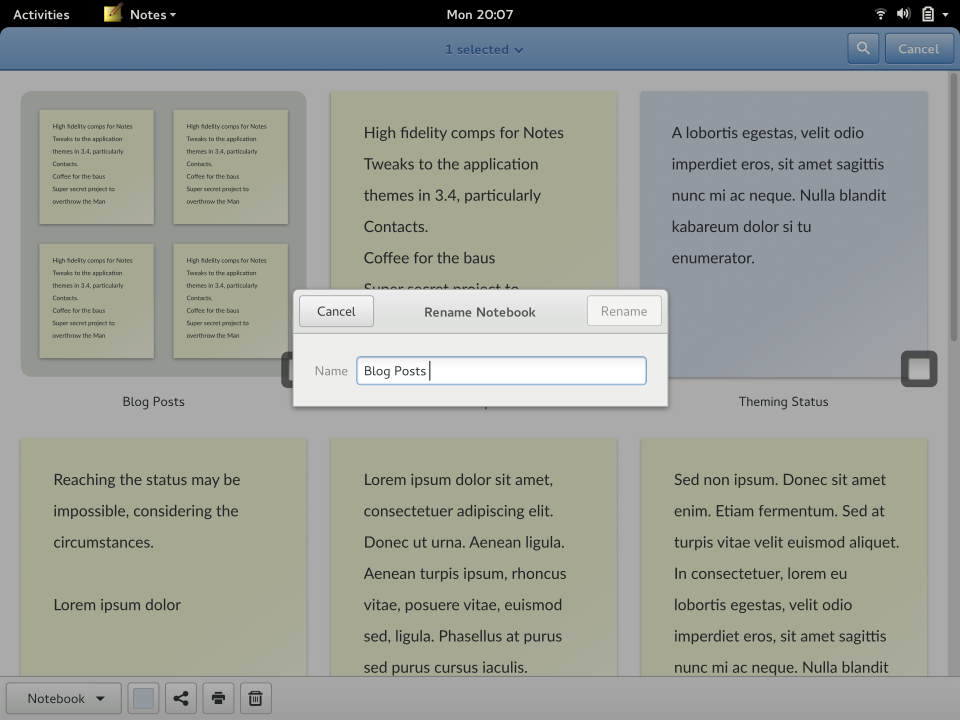 Activities
Notes
Mon 20:07
1 selected
Cancel
High fidelity comps for Notes
Tweaks to the application
themes in 3.4, particularly
Contacts.
Coffee for the baus
Super secret project to
overthrow the Man
High fidelity comps for Notes
Tweaks to the application
themes in 3.4, particularly
Contacts.
Coffee for the baus
Super secret project to
overthrow the Man
High fidelity comps for Notes
Tweaks to the application
themes in 3.4, particularly
Contacts.
Coffee for the baus
Super secret project to
overthrow the Man
High fidelity comps for Notes
Tweaks to the application
themes in 3.4, particularly
Contacts.
Coffee for the baus
Super secret project to
overthrow the Man
Blog Posts
High fidelity comps for Notes
Tweaks to the application
themes in 3.4, particularly
Contacts.
Coffee for the baus
Super secret project to
A lobortis egestas, velit odio
imperdiet eros, sit amet sagittis
nunc mi ac neque. Nulla blandit
kabareum dolor si tu
enumerator.
Theming Status
Cancel
Rename Notebook
Rename
Name
Blog Posts
Reaching the status may be
impossible, considering the
circumstances.
Lorem ipsum dolor
Lorem ipsum dolor sit amet,
consectetuer adipiscing elit.
Donec ut urna. Aenean ligula.
Aenean turpis ipsum, rhoncus
vitae, posuere vitae, euismod
sed, ligula. Phasellus at purus
sed purus cursus iaculis.
Sed non ipsum. Donec sit amet
enim. Etiam fermentum. Sed at
turpis vitae velit euismod aliquet.
In consectetuer, lorem eu
lobortis egestas, velit odio
imperdiet eros, sit amet sagittis
nunc mi ac neque. Nulla blandit
Notebook